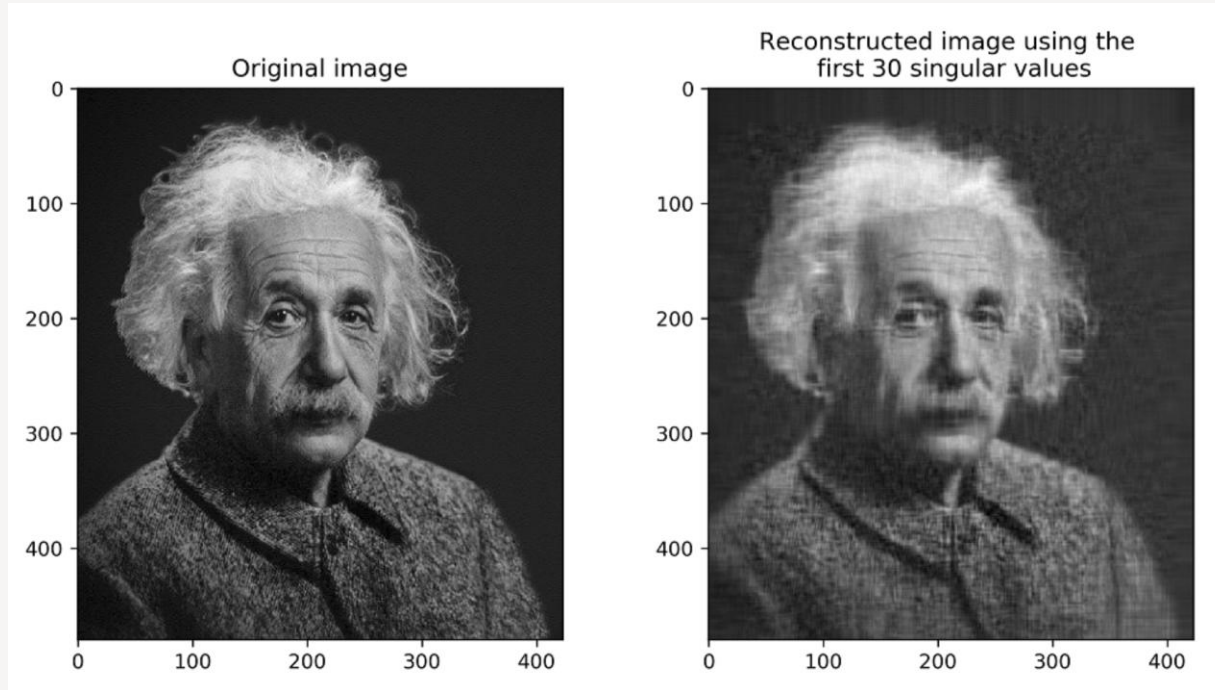 Original image
0
100
200
300
400
0 100 200 300 400
Reconstructed image using the
first 30 singular values
0
100
200
300
400
0 100 200 300 400